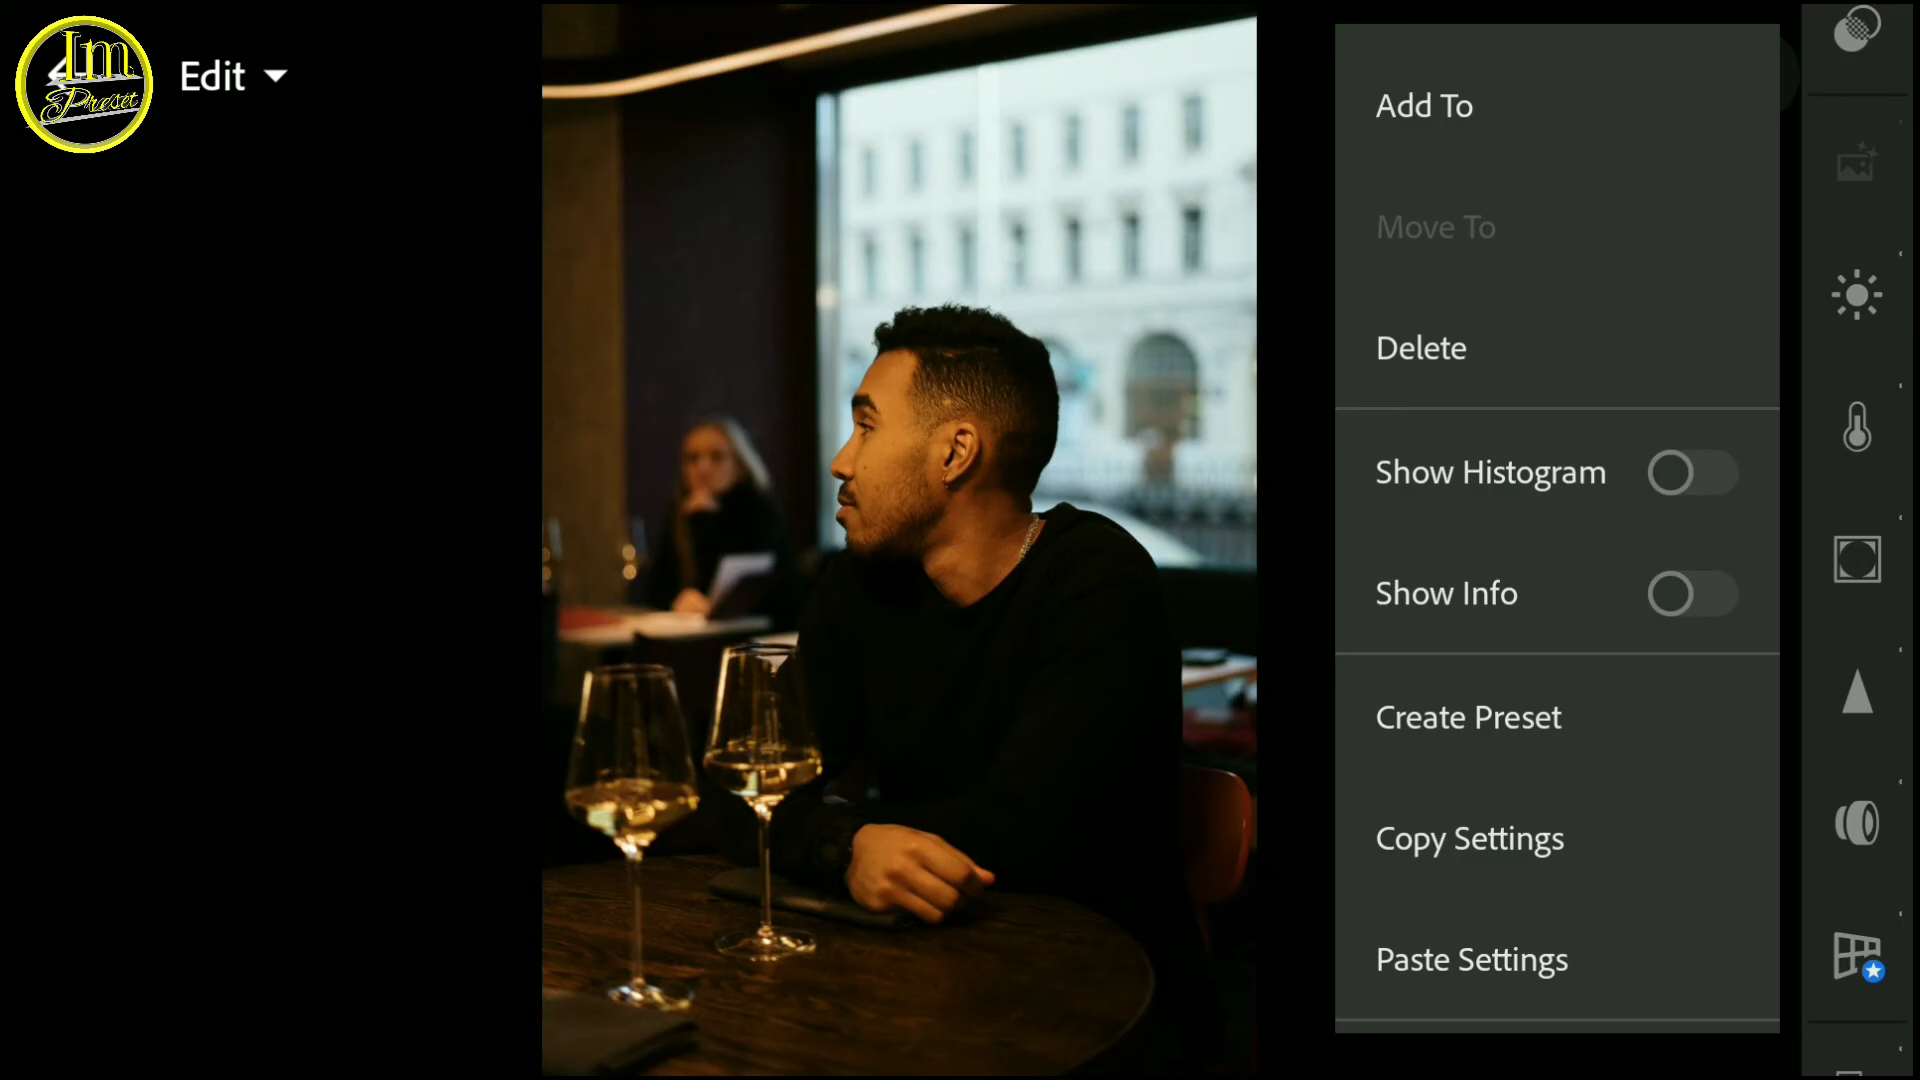 Im
Preset
Edit
Add To
Move To
Delete
Show Histogram
Show Info
Create Preset
Copy Settings
Paste Settings